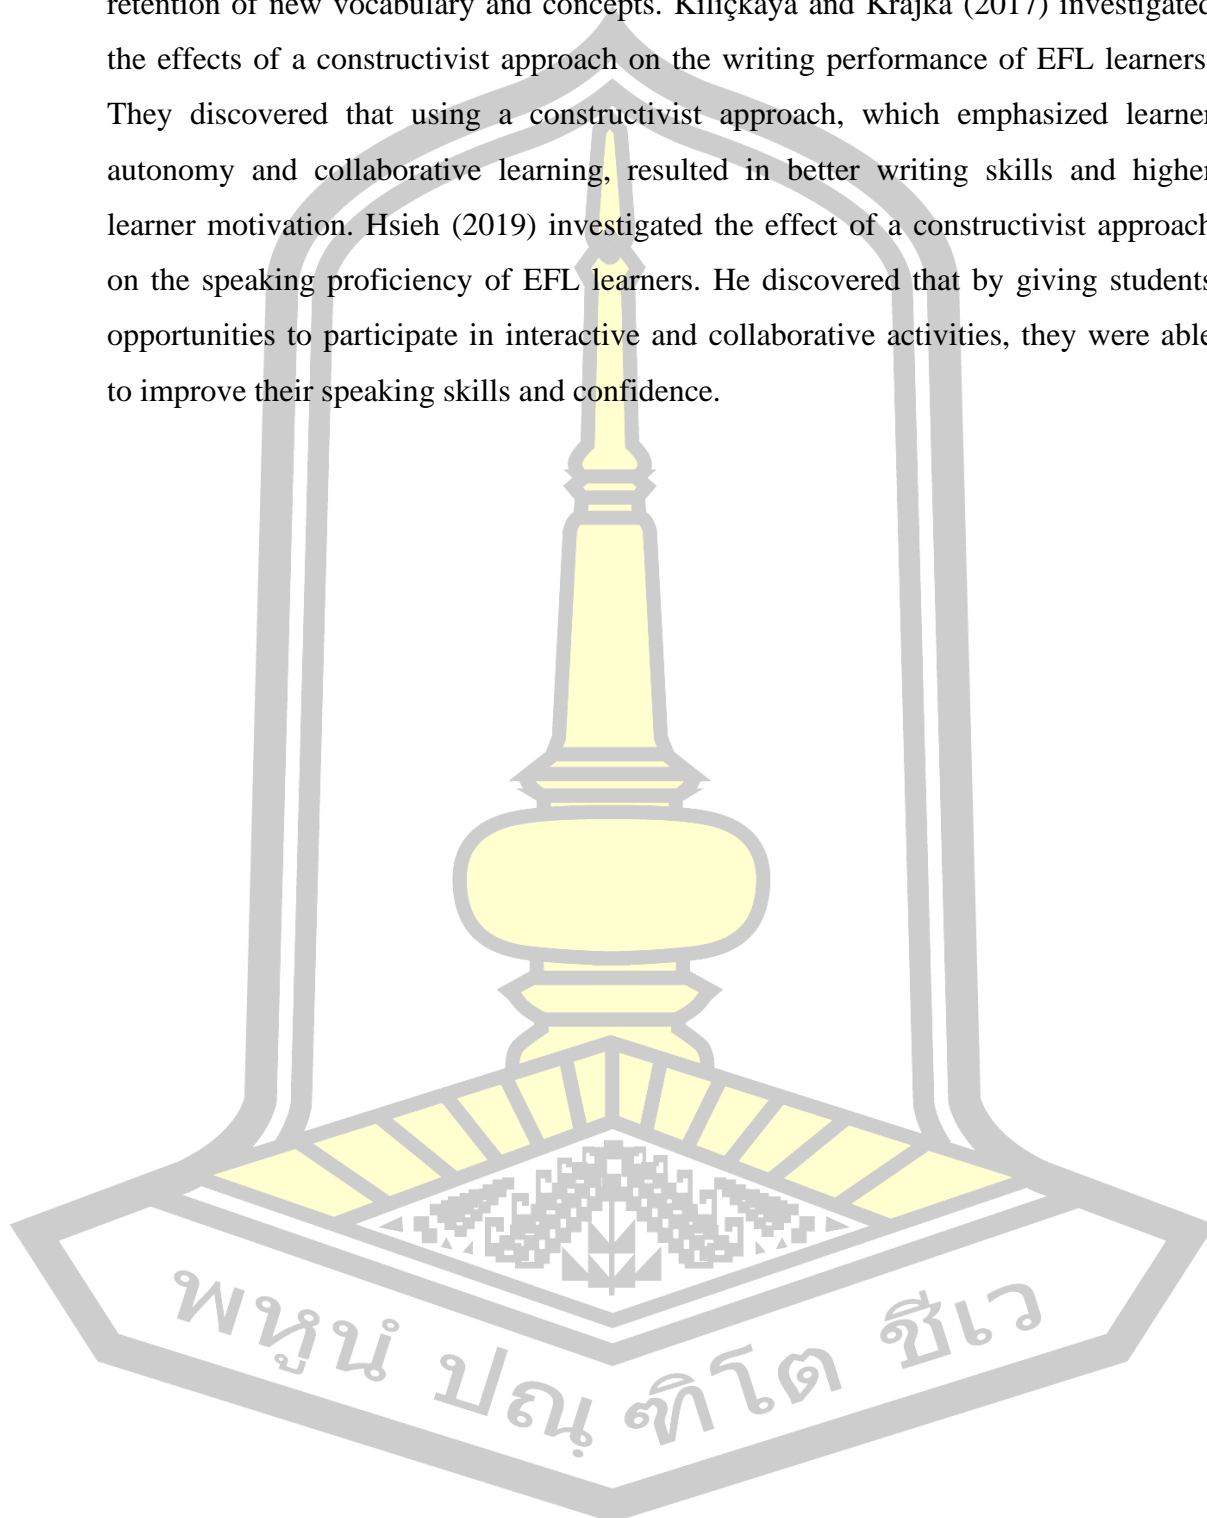 retention of new vocabulary and concepts. Kılıçkaya and Krajka (2017) investigated
the effects of a constructivist approach on the writing performance of EFL learners
They discovered that using a constructivist approach, which emphasized learner
autonomy and collaborative learning, resulted in better writing skills and higher
learner motivation. Hsieh (2019) investigated the effect of a constructivist approach
on the speaking proficiency of EFL learners. He discovered that by giving students
opportunities to participate in interactive and collaborative activities, they were able
to improve their speaking skills and confidence.
พหูนํ ปณฺฑิโต ชีเว